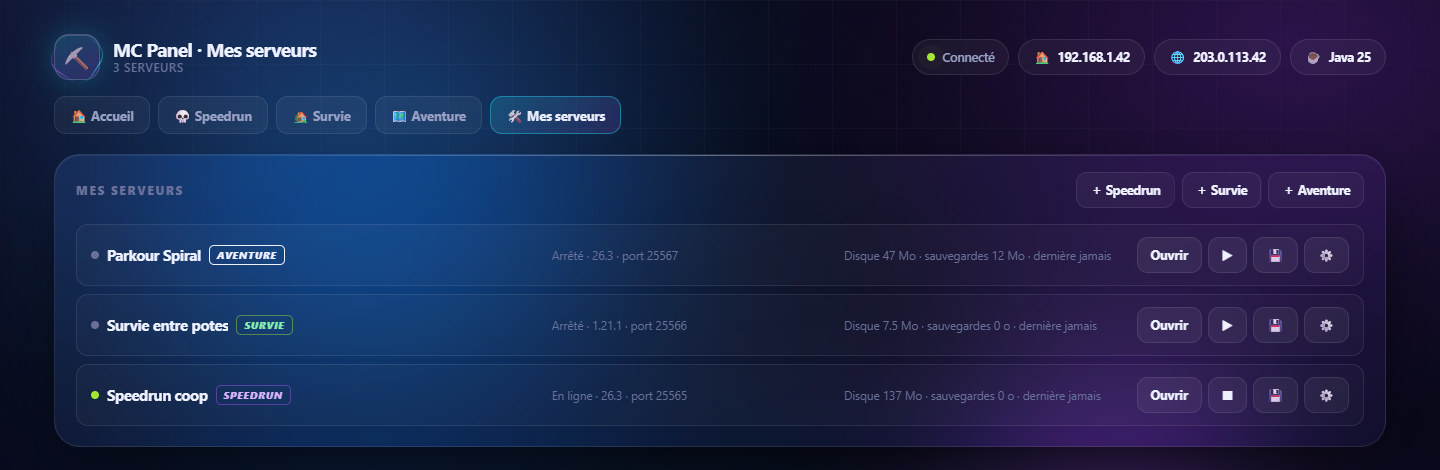 MC Panel · Mes serveurs
3 SERVEURS
Connecté
192.168.1.42
203.0.113.42
Java 25
Accueil
Speedrun
Survie
Aventure
Mes serveurs
MES SERVEURS
+ Speedrun
+ Survie
+ Aventure
Parkour Spiral AVENTURE
Arrêté · 26.3 · port 25567
Disque 47 Mo · sauvegardes 12 Mo · dernière jamais
Ouvrir
Survie entre potes SURVIE
Arrêté · 1.21.1 · port 25566
Disque 7.5 Mo · sauvegardes 0 o · dernière jamais
Ouvrir
Speedrun coop SPEEDRUN
En ligne · 26.3 · port 25565
Disque 137 Mo · sauvegardes 0 o · dernière jamais
Ouvrir